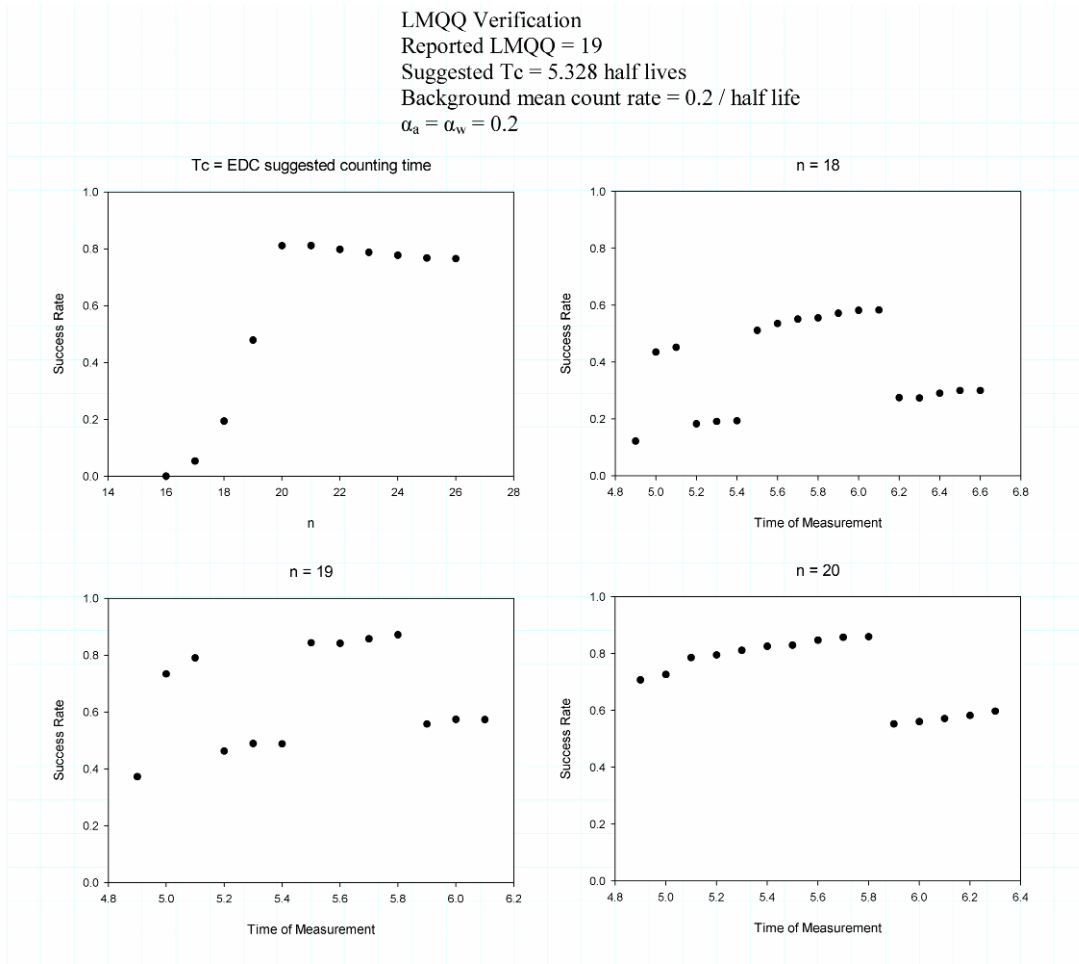 LMQQ Verification
Reported LMQQ = 19
Suggested Tc = 5.328 half lives
Background mean count rate = 0.2 / half life
αa = αw = 0.2
Tc = EDC suggested counting time
1.0
0.8
0.6
0.4
0.2
0.0
Success Rate
14 16 18 20 22 24 26 28
n
n = 18
1.0
0.8
0.6
0.4
0.2
0.0
Success Rate
4.8 5.0 5.2 5.4 5.6 5.8 6.0 6.2 6.4 6.6 6.8
Time of Measurement
n = 19
1.0
0.8
0.6
0.4
0.2
0.0
Success Rate
4.8 5.0 5.2 5.4 5.6 5.8 6.0 6.2
Time of Measurement
n = 20
1.0
0.8
0.6
0.4
0.2
0.0
Success Rate
4.8 5.0 5.2 5.4 5.6 5.8 6.0 6.2 6.4
Time of Measurement